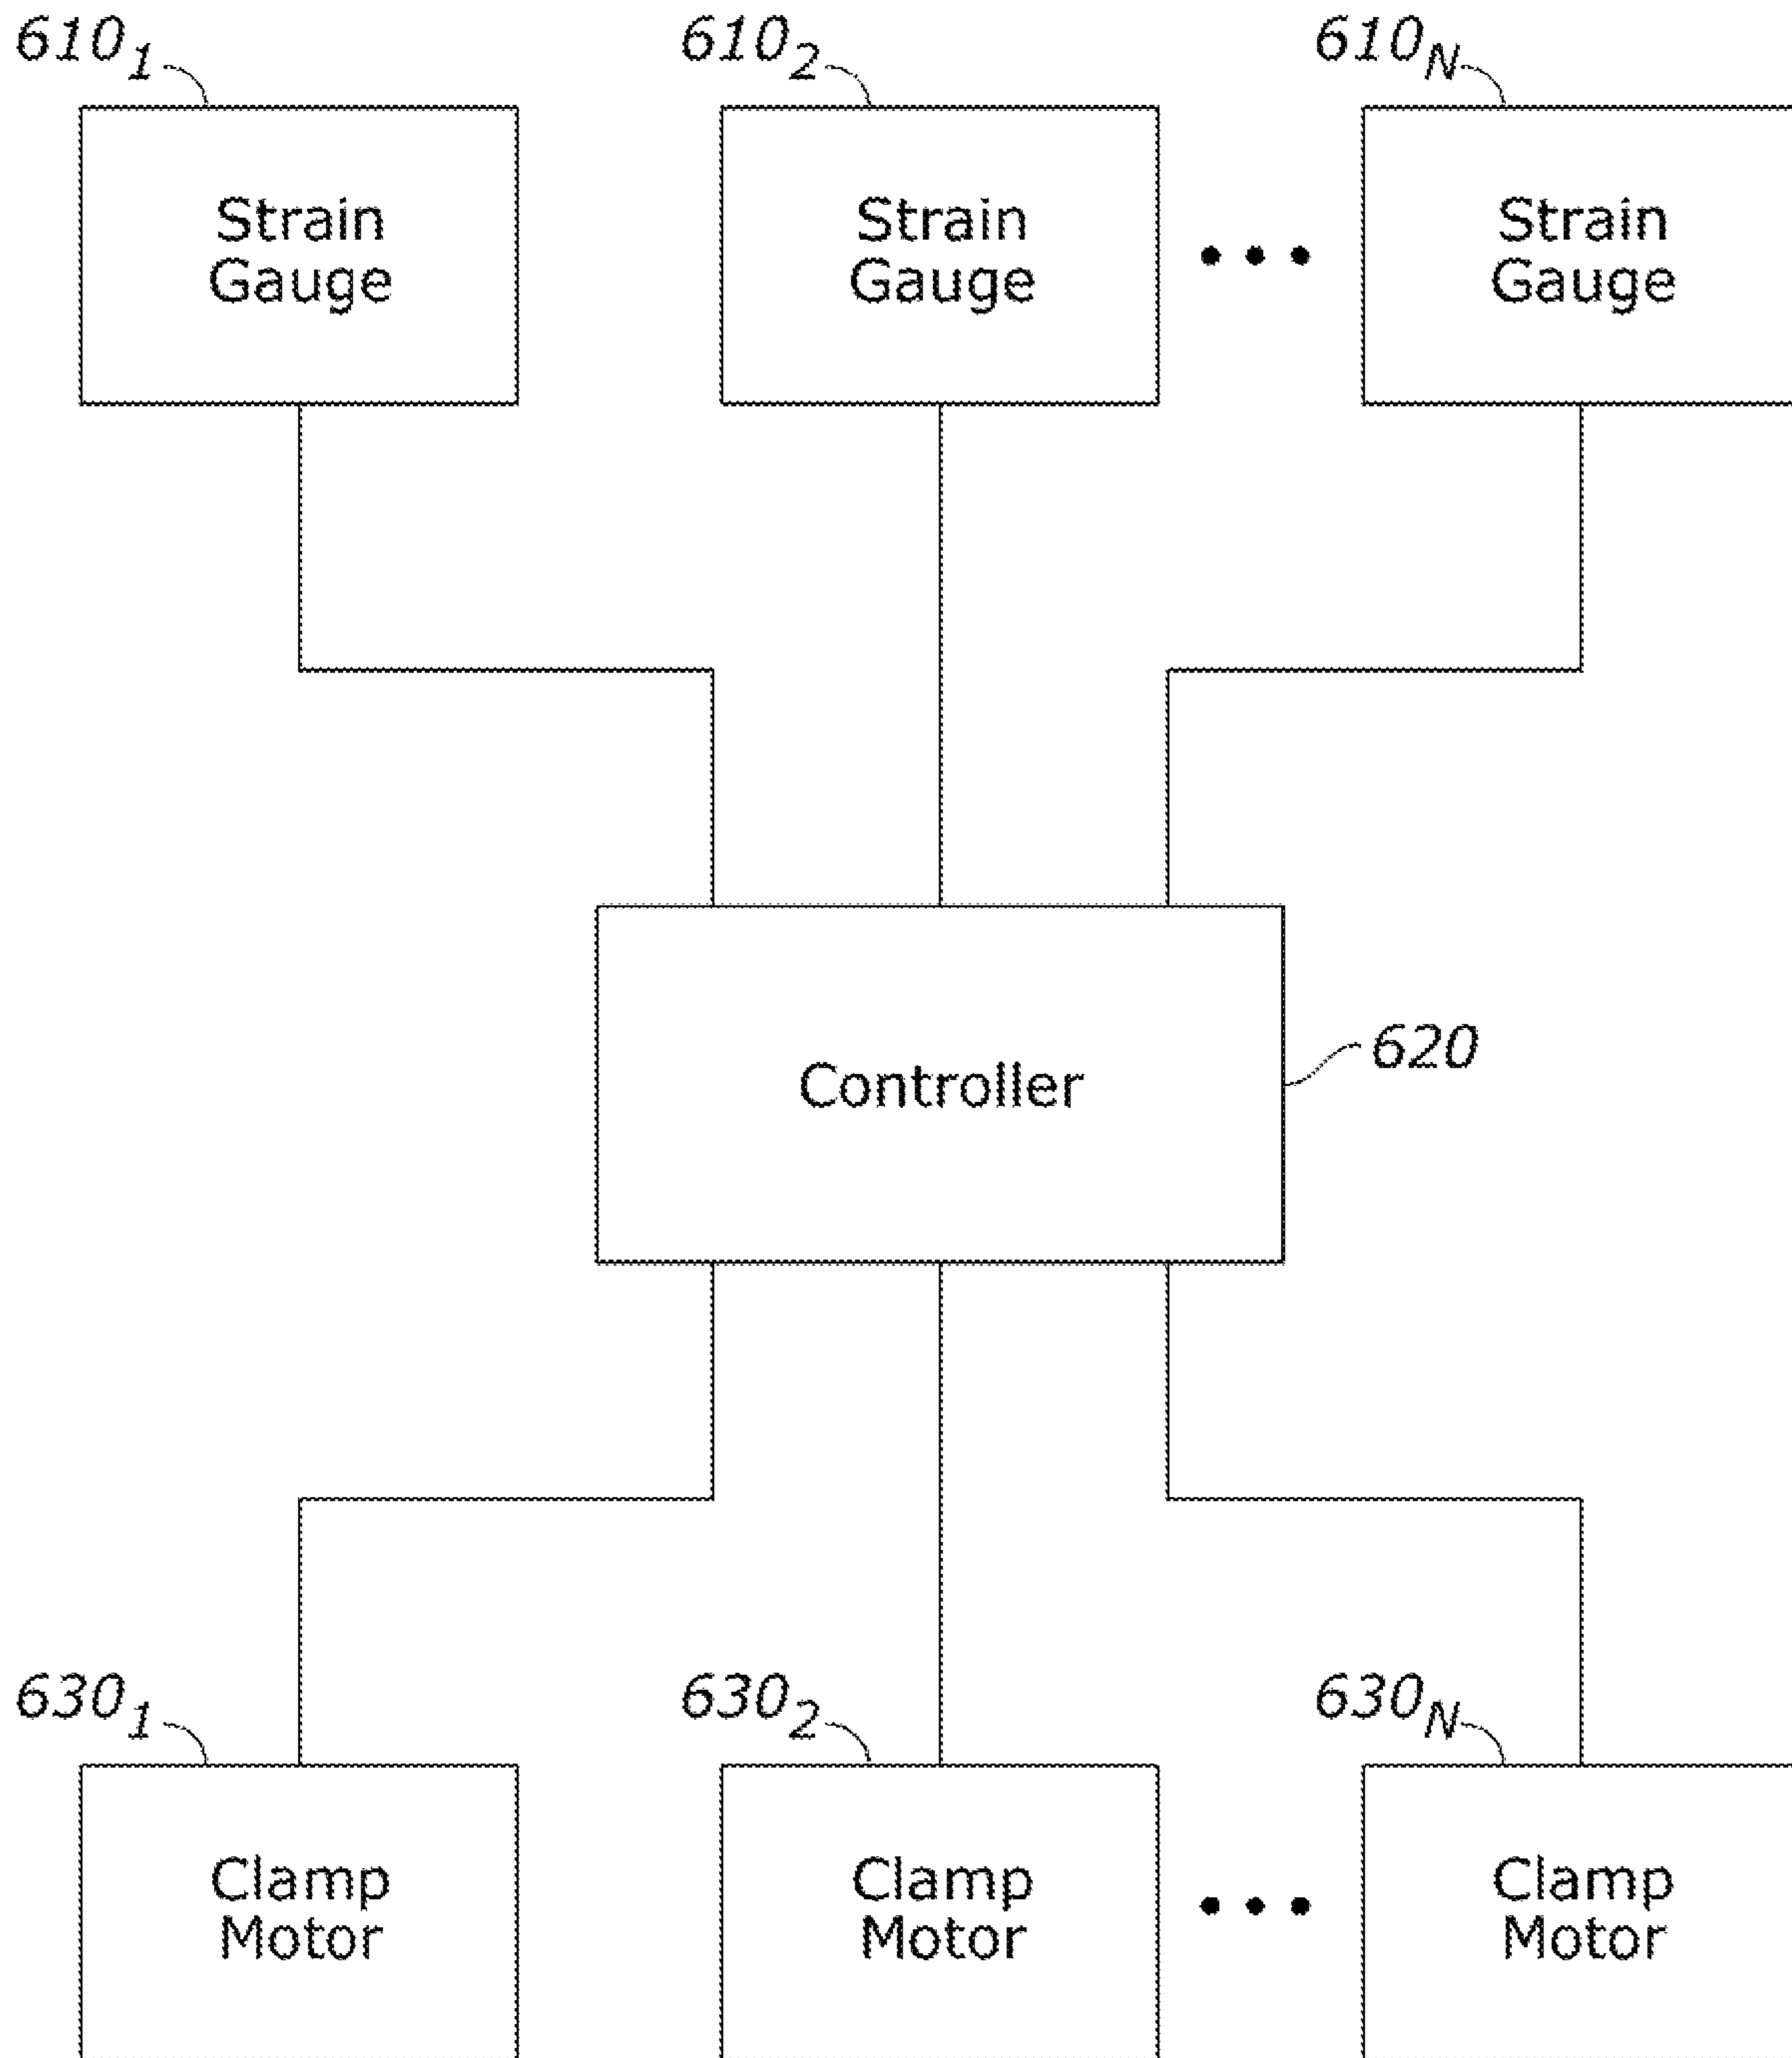 610₁ 610₂ 610N
Strain Gauge
Strain Gauge
• • •
Strain Gauge
Controller
620
630₁ 630₂ 630N
Clamp Motor
Clamp Motor
• • •
Clamp Motor